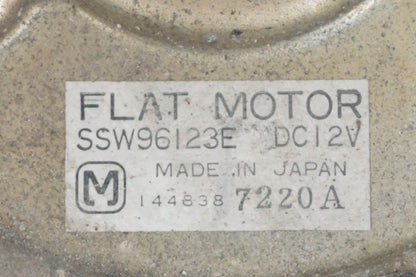 FLAT MOTOR
SSW96123E DC12V
MADE IN JAPAN
M 144838 7220A